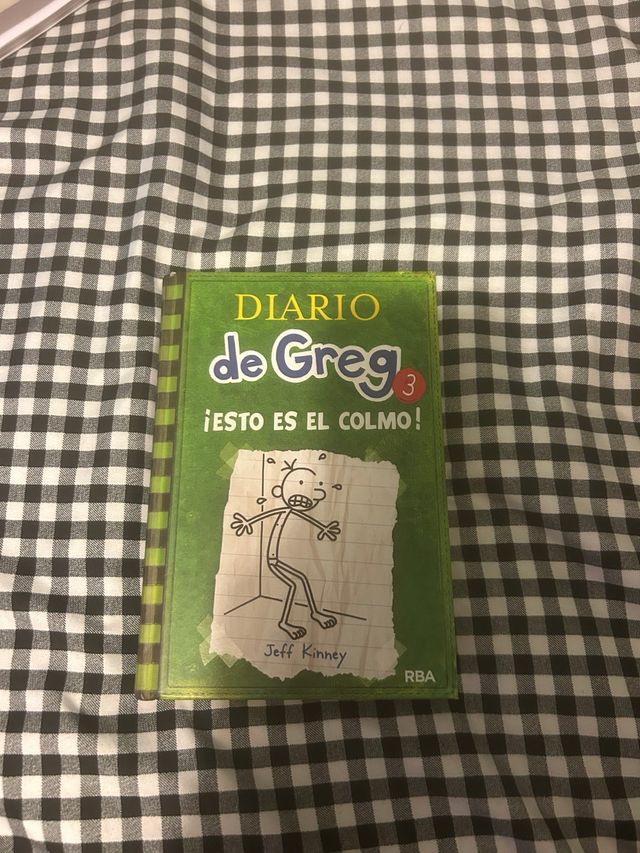 DIARIO
de Greg 3
¡ESTO ES EL COLMO!
Jeff Kinney
RBA